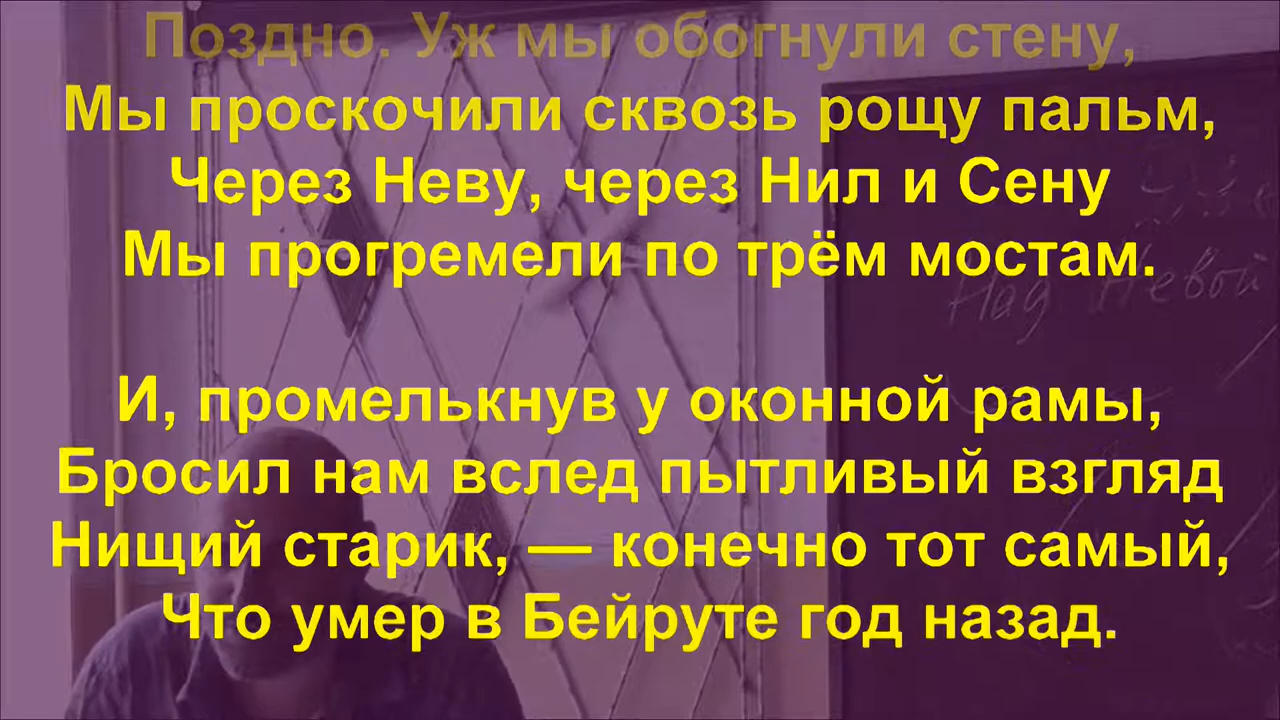 Поздно. Уж мы обогнули стену,
Мы проскочили сквозь рощу пальм,
Через Неву, через Нил и Сену
Мы прогремели по трём мостам.
И, промелькнув у оконной рамы,
Бросил нам вслед пытливый взгляд
Нищий старик, — конечно тот самый,
Что умер в Бейруте год назад.
Над Невой